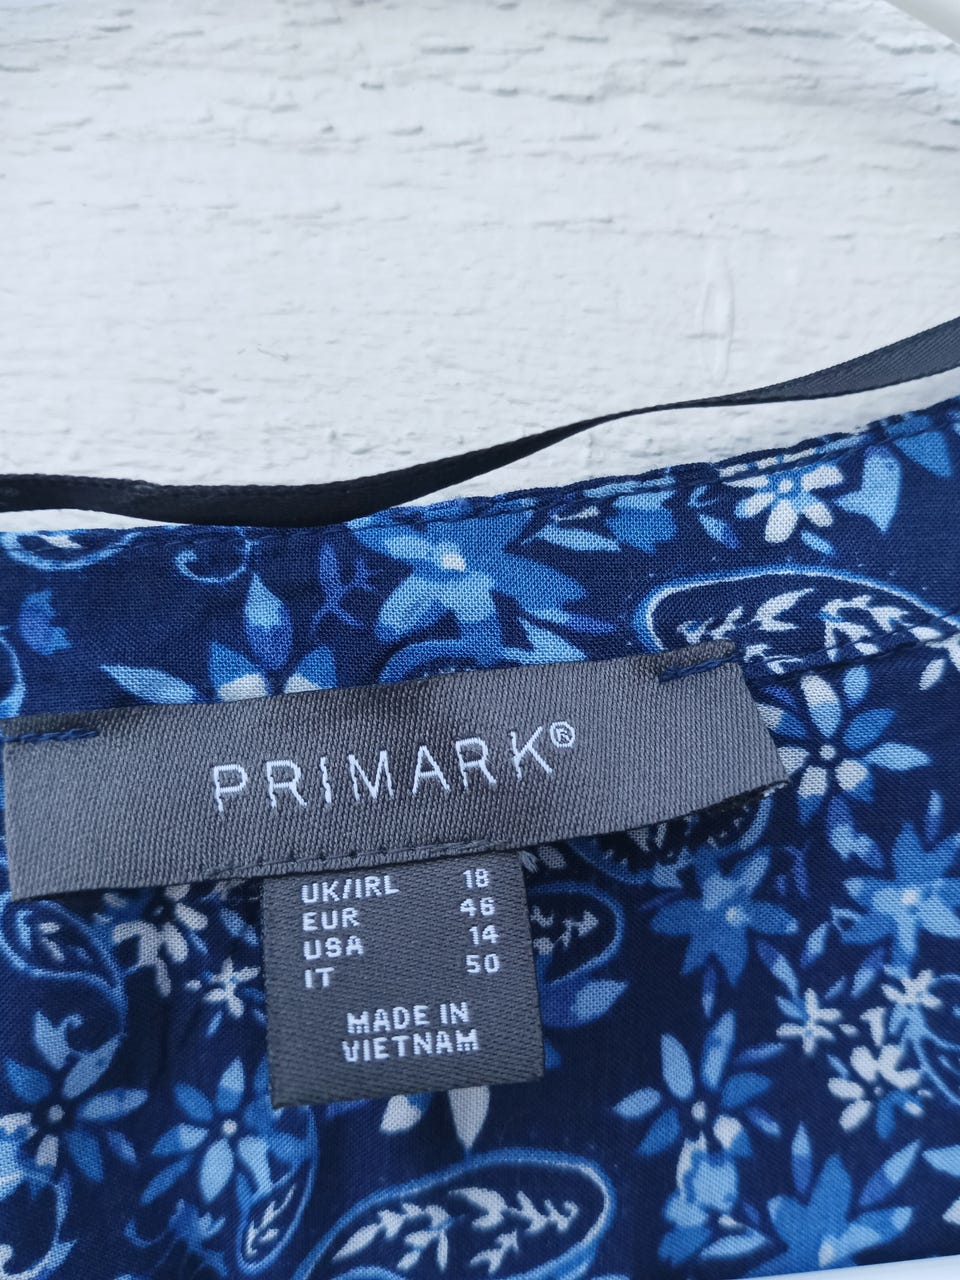 PRIMARK®
UK/IRL 18
EUR 46
USA 14
IT 50
MADE IN
VIETNAM